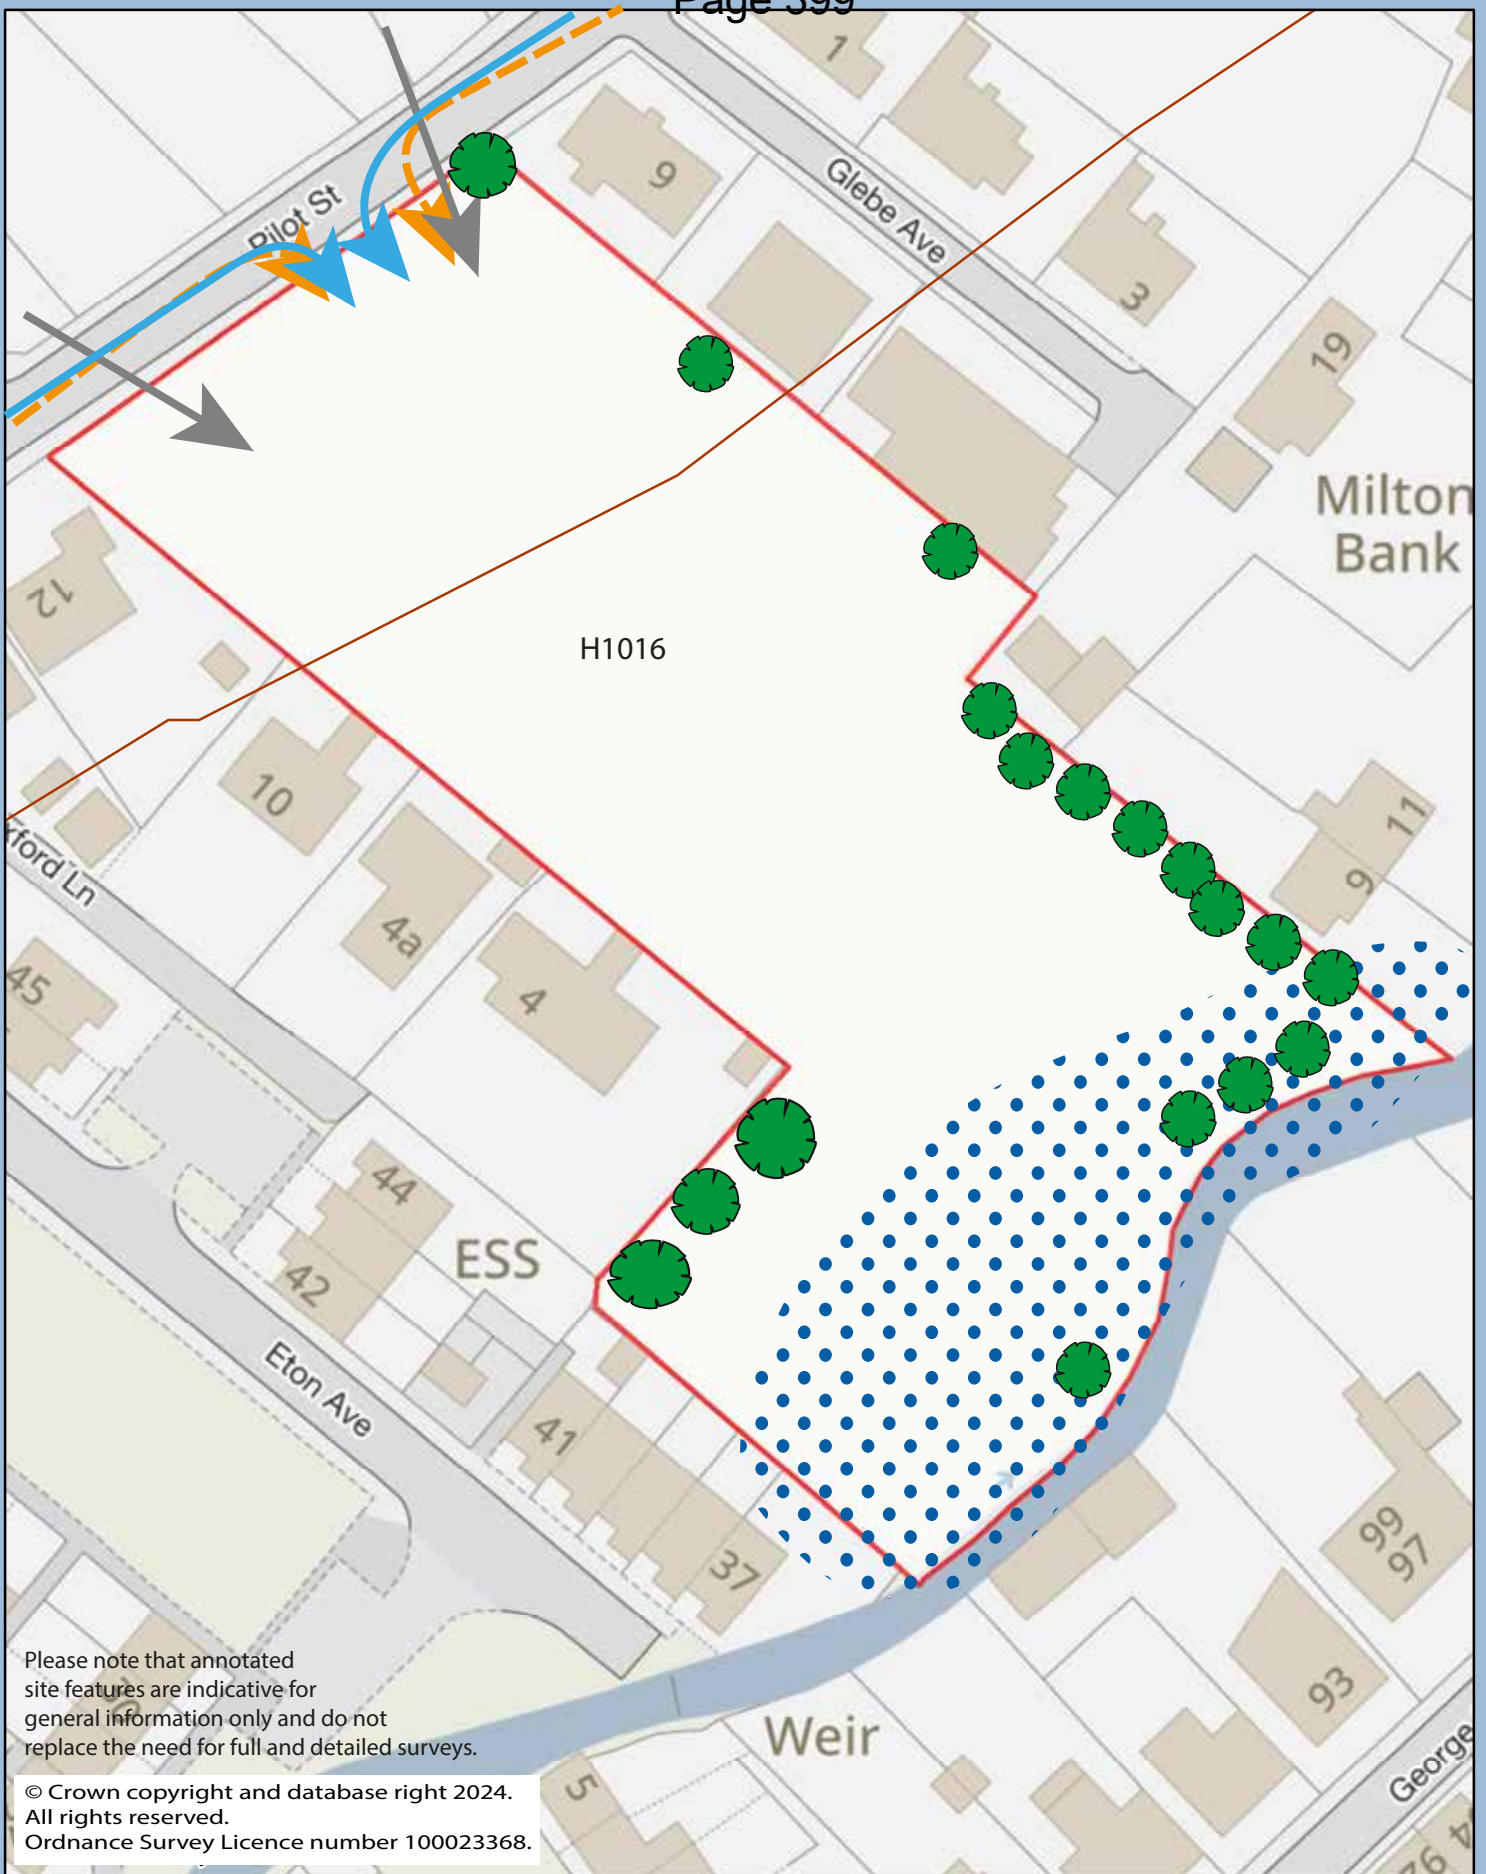 Page 399
1
9
Pilot St
Glebe Ave
3
19
Milton
Bank
12
H1016
10
11
9
xford Ln
4a
4
45
44
42
ESS
Eton Ave
41
37
99
97
93
Please note that annotated
site features are indicative for
general information only and do not
replace the need for full and detailed surveys.
Weir
George
5
© Crown copyright and database right 2024.
All rights reserved.
Ordnance Survey Licence number 100023368.